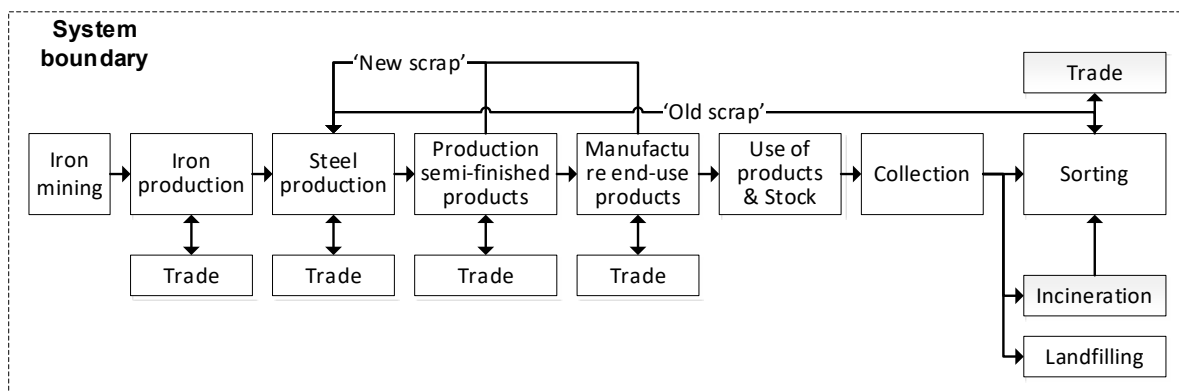 System
boundary
'New scrap'
Trade
'Old scrap'
Iron
mining
Iron
production
Steel
production
Production
semi-finished
products
Manufactu
re end-use
products
Use of
products
& Stock
Collection
Sorting
Trade
Trade
Trade
Trade
Incineration
Landfilling